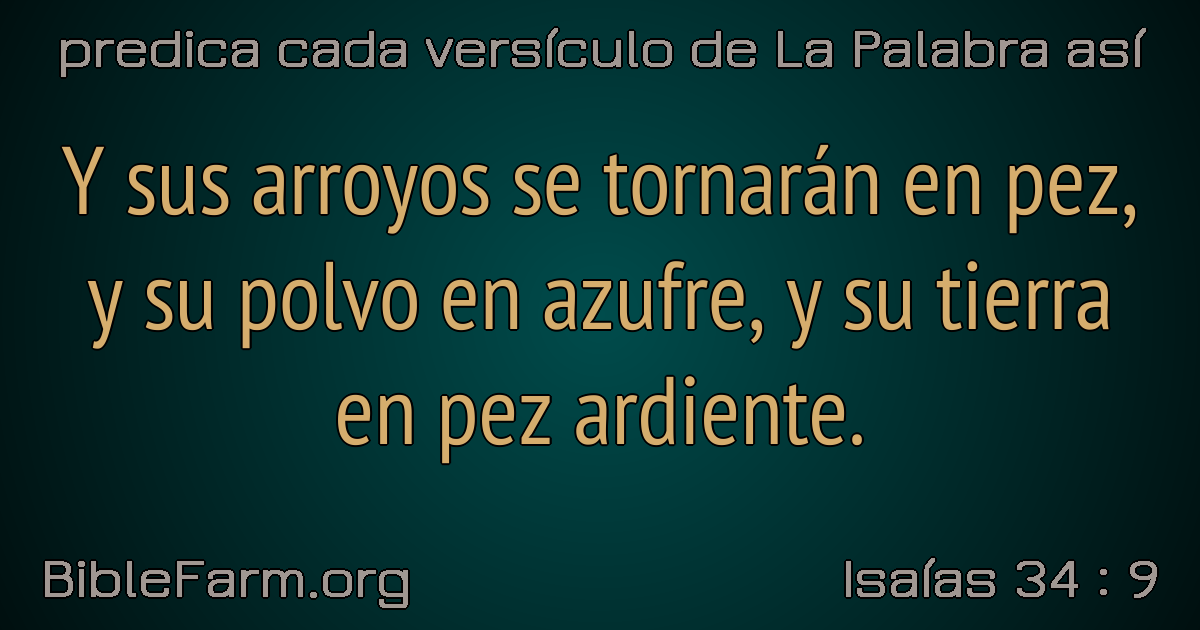 predica cada versículo de La Palabra así
Y sus arroyos se tornarán en pez,
y su polvo en azufre, y su tierra
en pez ardiente.
BibleFarm.org
Isaías 34 : 9